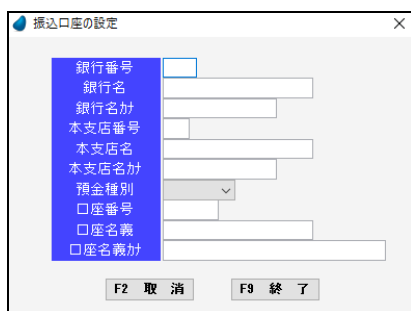 振込口座の設定
銀行番号
銀行名
銀行名ｶﾅ
本支店番号
本支店名
本支店名ｶﾅ
預金種別
口座番号
口座名義
口座名義ｶﾅ
F2 取 消 F9 終 了